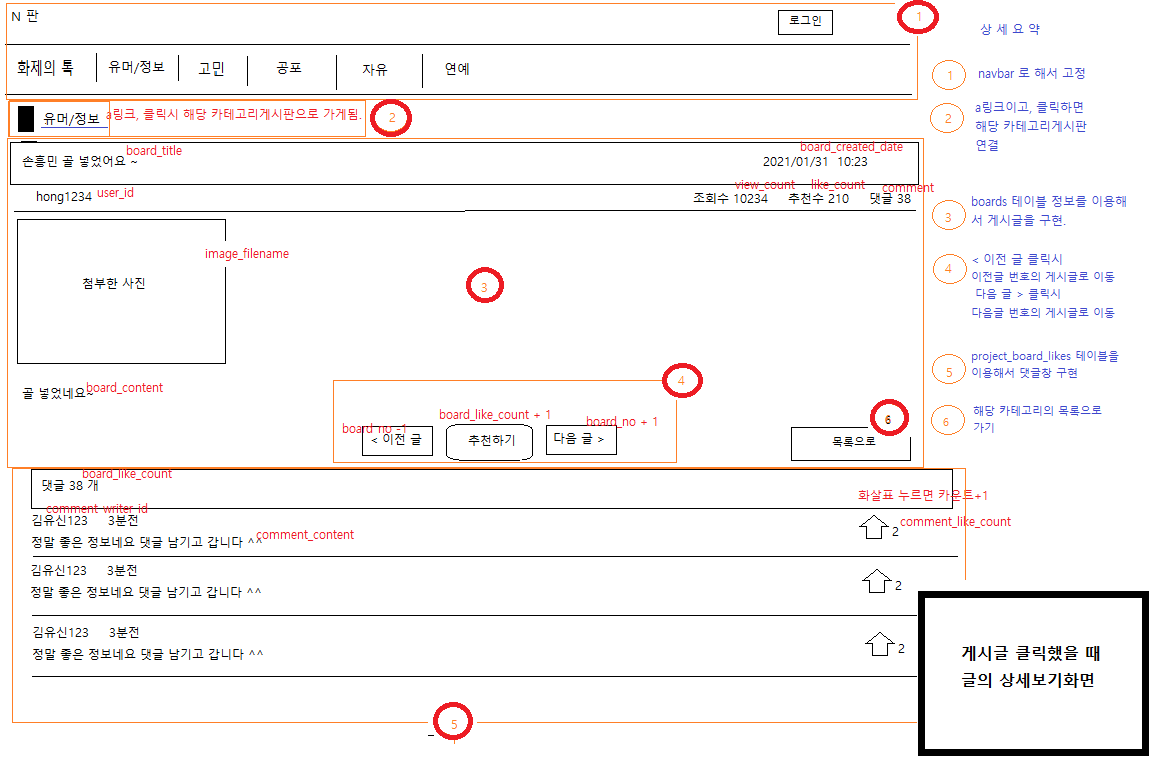 N 판
로그인
1
상 세 요 약
화제의 톡
유머/정보
고민
공포
자유
연예
1
navbar 로 해서 고정
유머/정보
a링크, 클릭시 해당 카테고리게시판으로 가게됨.
2
2
a링크이고, 클릭하면
해당 카테고리게시판
연결
board_title
board_created_date
손흥민 골 넣었어요 ~
2021/01/31 10:23
hong1234
user_id
view_count
like_count
comment
조회수 10234
추천수 210
댓글 38
3
boards 테이블 정보를 이용해
서 게시글을 구현.
image_filename
첨부한 사진
3
4
< 이전 글 클릭시
이전글 번호의 게시글로 이동
다음 글 > 클릭시
다음글 번호의 게시글로 이동
골 넣었네요~
board_content
4
5
project_board_likes 테이블을
이용해서 댓글창 구현
board_no -1
board_like_count + 1
board_no + 1
< 이전 글
추천하기
다음 글 >
6
목록으로
6
해당 카테고리의 목록으로
가기
board_like_count
댓글 38 개
화살표 누르면 카운트+1
comment_writer_id
김유신123
3분전
comment_like_count
2
정말 좋은 정보네요 댓글 남기고 갑니다 ^^
comment_content
김유신123
3분전
정말 좋은 정보네요 댓글 남기고 갑니다 ^^
2
김유신123
3분전
정말 좋은 정보네요 댓글 남기고 갑니다 ^^
2
게시글 클릭했을 때
글의 상세보기화면
5